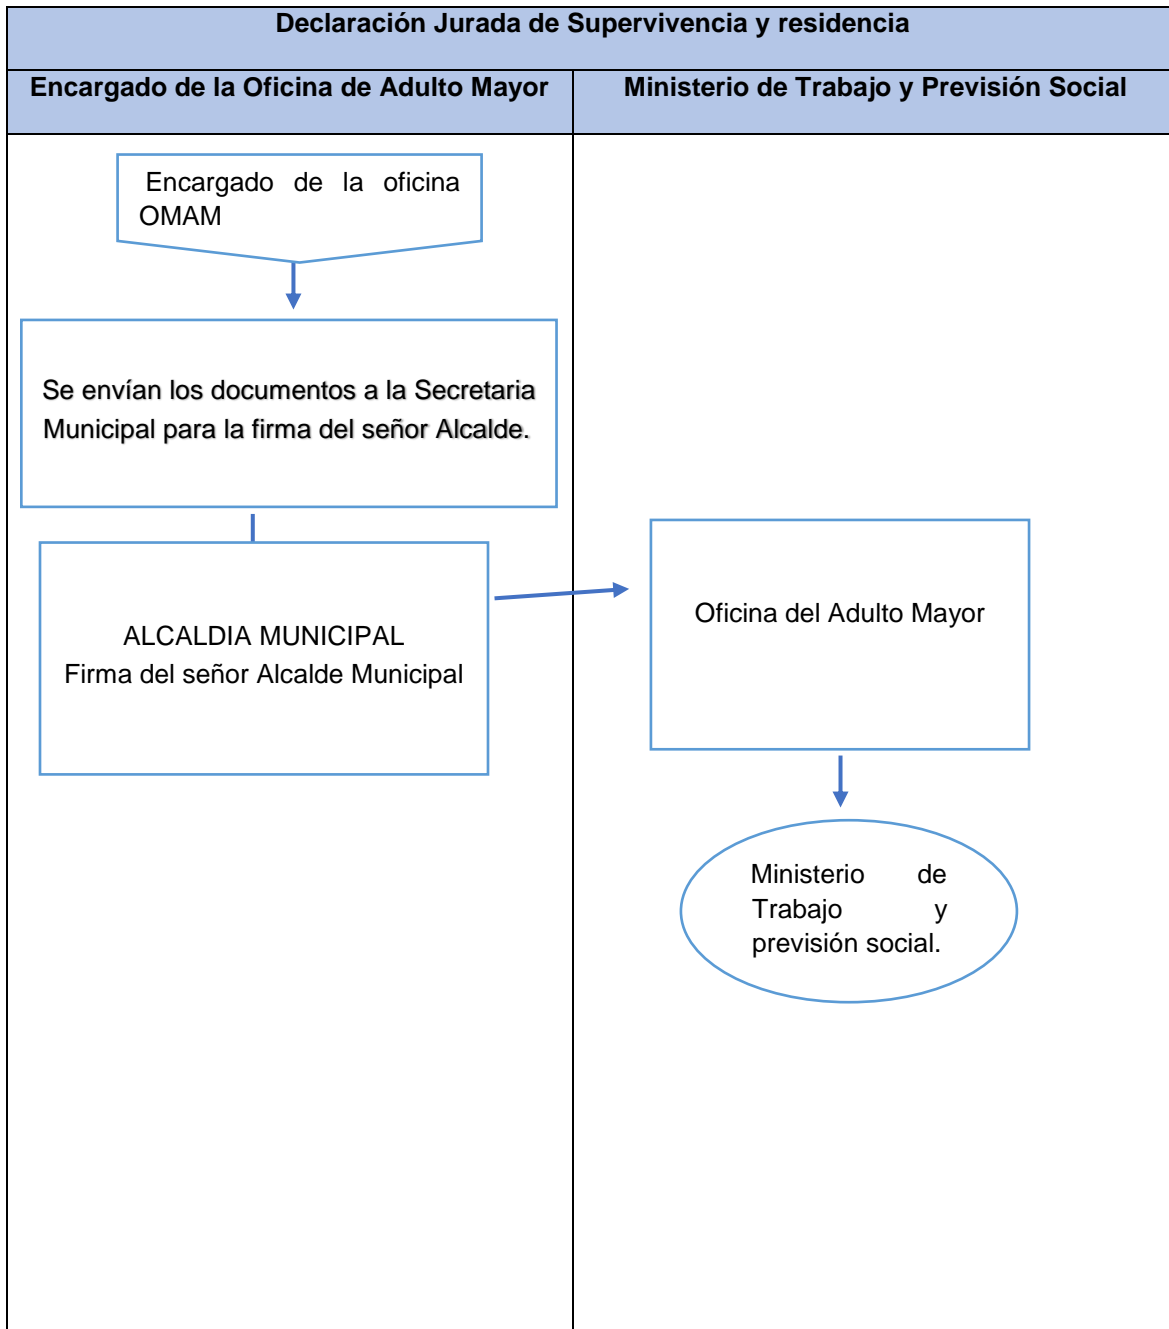 Declaración Jurada de Supervivencia y residencia
Encargado de la Oficina de Adulto Mayor
Ministerio de Trabajo y Previsión Social
Encargado de la oficina
OMAM
Se envían los documentos a la Secretaria
Municipal para la firma del señor Alcalde.
ALCALDIA MUNICIPAL
Firma del señor Alcalde Municipal
Oficina del Adulto Mayor
Ministerio de
Trabajo y
previsión social.